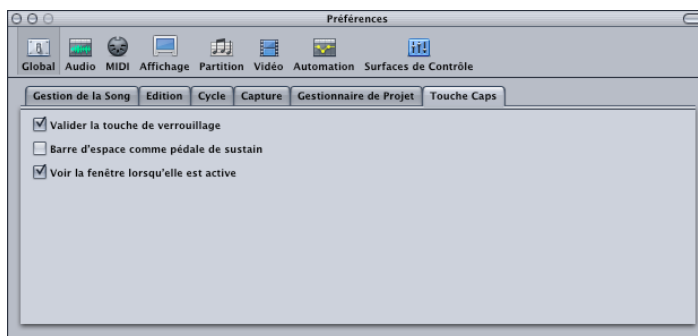 Préférences
Global Audio MIDI Affichage Partition Vidéo Automation Surfaces de Contrôle
Gestion de la Song Edition Cycle Capture Gestionnaire de Projet Touche Caps
Valider la touche de verrouillage
Barre d'espace comme pédale de sustain
Voir la fenêtre lorsqu'elle est active